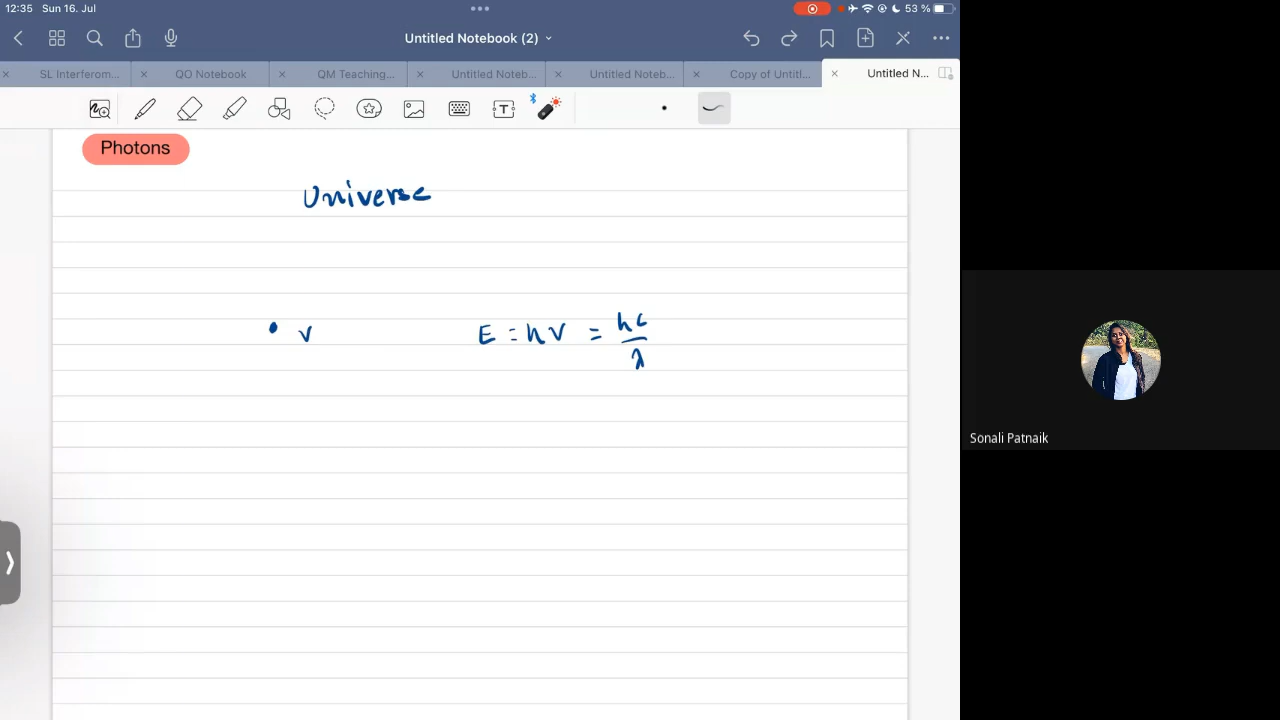 12:35 Sun 16. Jul
53 %
Untitled Notebook (2)
SL Interferom...
QO Notebook
QM Teaching...
Untitled Noteb...
Untitled Noteb...
Copy of Untitl...
Untitled N...
T
Photons
Universe
ν E = hν = hc/λ
Sonali Patnaik